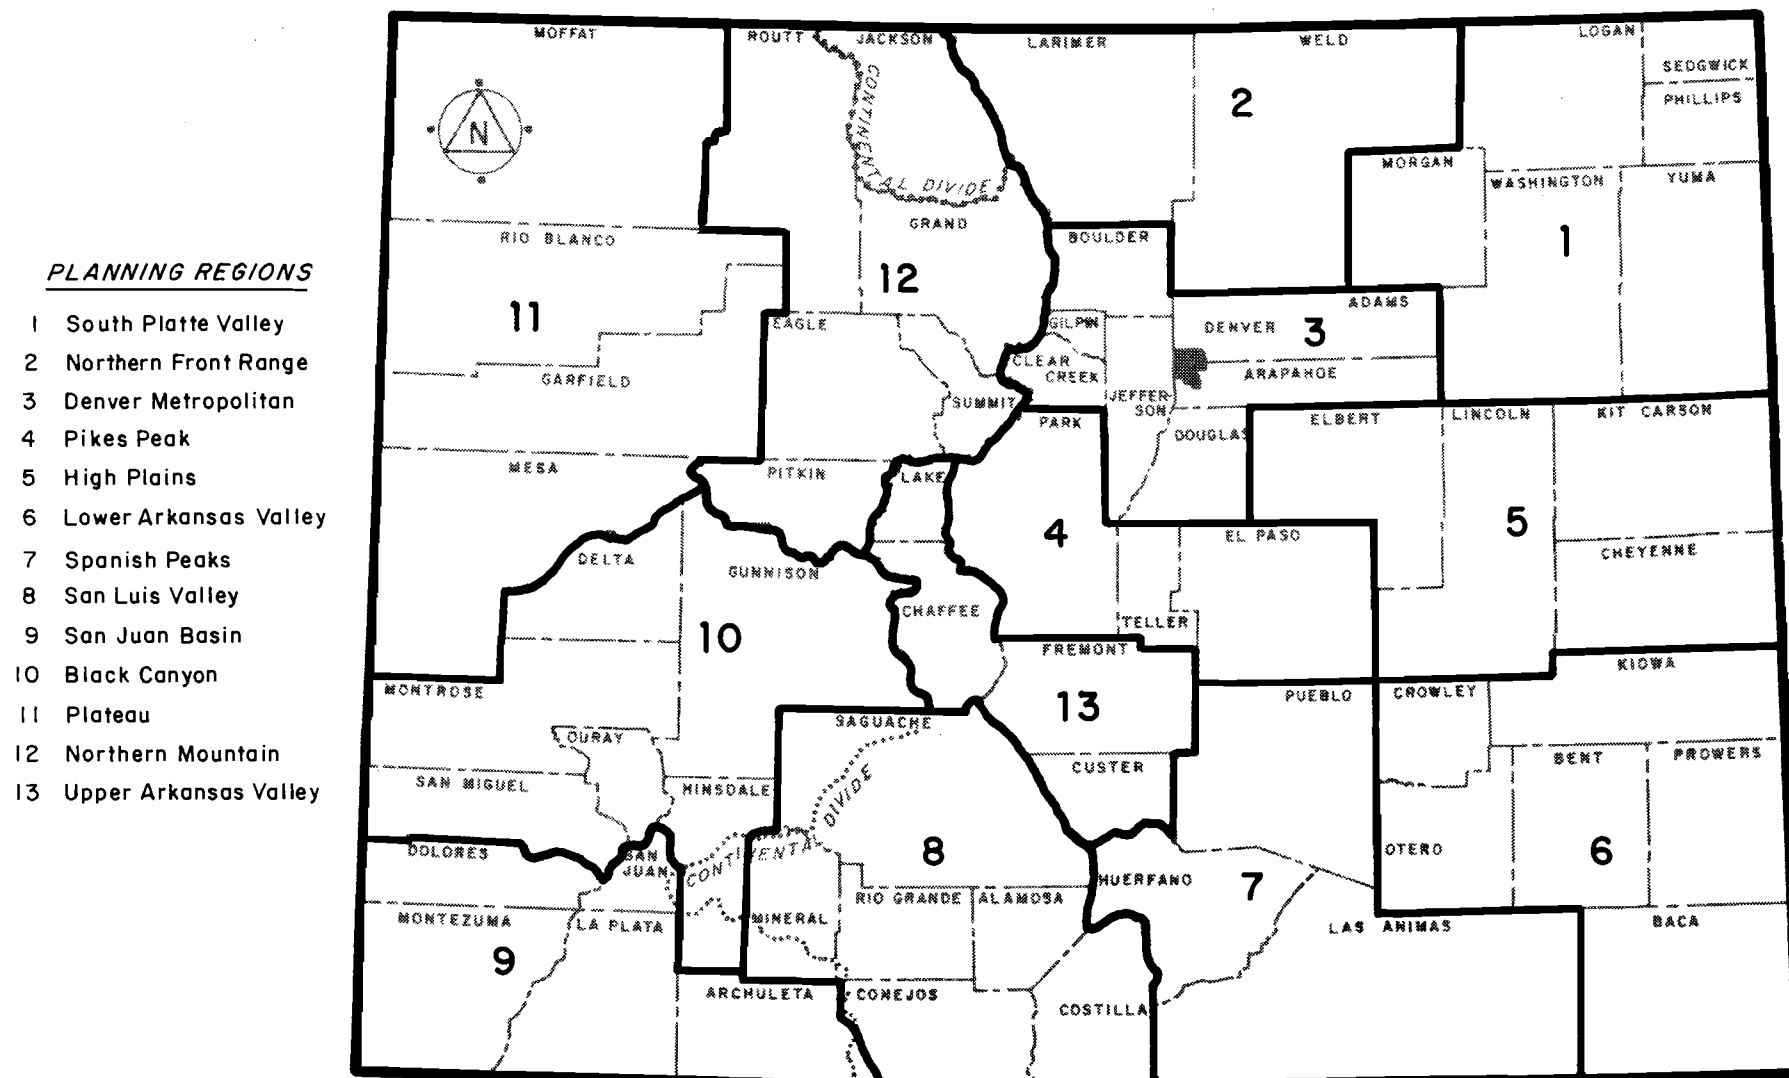 PLANNING REGIONS
1 South Platte Valley
2 Northern Front Range
3 Denver Metropolitan
4 Pikes Peak
5 High Plains
6 Lower Arkansas Valley
7 Spanish Peaks
8 San Luis Valley
9 San Juan Basin
10 Black Canyon
11 Plateau
12 Northern Mountain
13 Upper Arkansas Valley
MOFFAT
ROUTT
JACKSON
LARIMER
WELD
LOGAN
SEDGWICK
PHILLIPS
N
CONTINENTAL DIVIDE
2
MORGAN
WASHINGTON
YUMA
RIO BLANCO
GRAND
BOULDER
1
12
11
EAGLE
GILPIN
ADAMS
DENVER
3
CLEAR
CREEK
ARAPAHOE
GARFIELD
SUMMIT
JEFFER
SON
PARK
DOUGLAS
ELBERT
LINCOLN
KIT CARSON
MESA
PITKIN
LAKE
4
5
EL PASO
CHEYENNE
DELTA
GUNNISON
CHAFFEE
TELLER
10
FREMONT
KIOWA
MONTROSE
13
PUEBLO
CROWLEY
SAGUACHE
OURAY
CUSTER
BENT
PROWERS
SAN MIGUEL
HINSDALE
CONTINENTA
DIVIDE
DOLORES
SAN
JUAN
8
OTERO
6
HUERFANO
7
RIO GRANDE
ALAMOSA
MONTEZUMA
LA PLATA
MINERAL
LAS ANIMAS
BACA
9
ARCHULETA
CONEJOS
COSTILLA